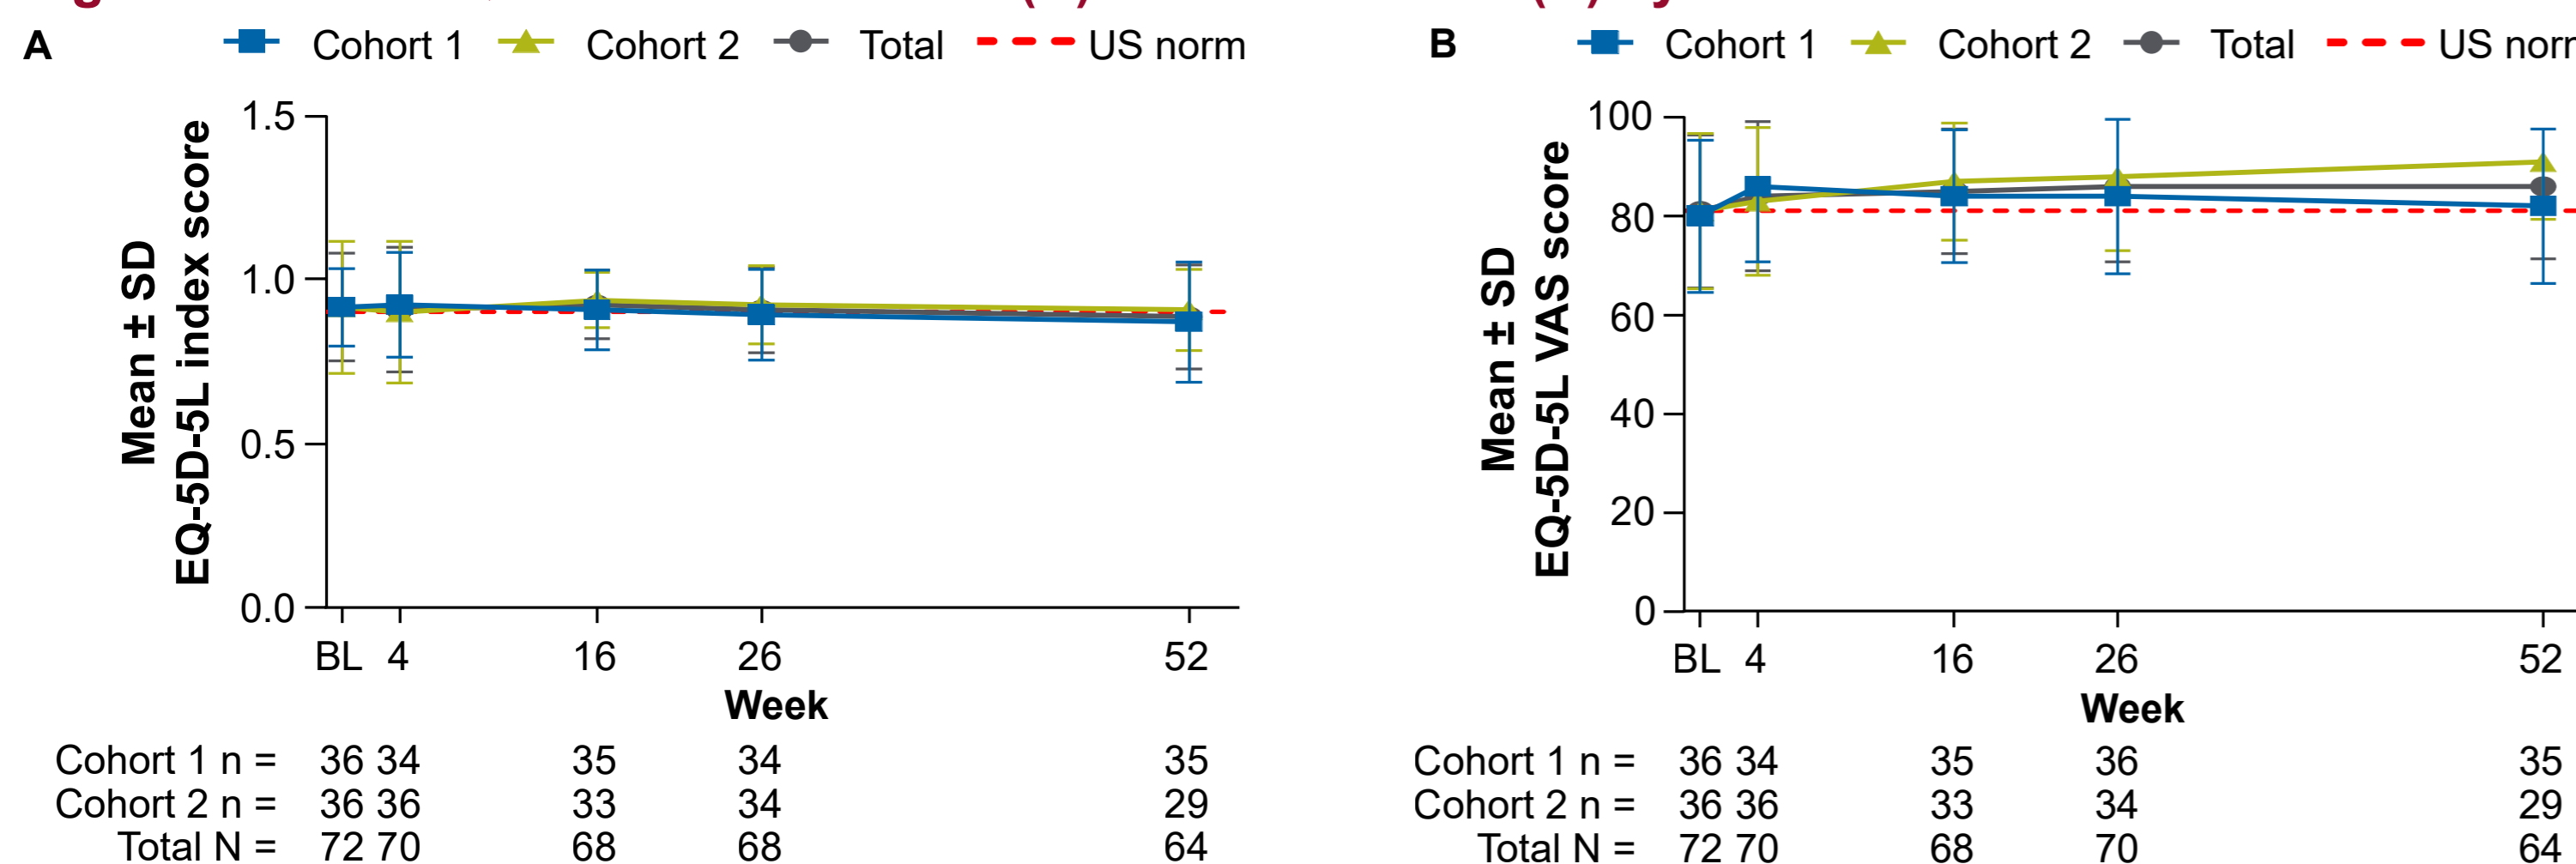 A
Cohort 1 Cohort 2 Total US norm
Mean ± SD
EQ-5D-5L index score
1.5
1.0
0.5
0.0
BL 4 16 26 52
Week
Cohort 1 n = 36 34 35 34 35
Cohort 2 n = 36 36 33 34 29
Total N = 72 70 68 68 64
B
Cohort 1 Cohort 2 Total US
Mean ± SD
EQ-5D-5L VAS score
100
80
60
40
20
0
BL 4 16 26 52
Week
Cohort 1 n = 36 34 35 36 35
Cohort 2 n = 36 36 33 34 29
Total N = 72 70 68 70 64